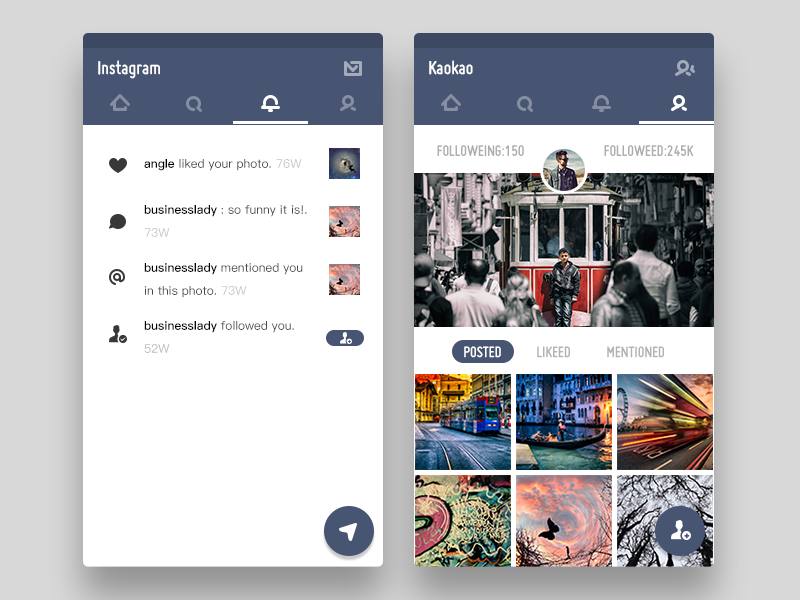 Instagram
angle liked your photo. 76W
businesslady : so funny it is!.
73W
businesslady mentioned you
in this photo. 73W
businesslady followed you.
52W
Kaokao
FOLLOWEING:150
FOLLOWEED:245K
POSTED
LIKEED
MENTIONED